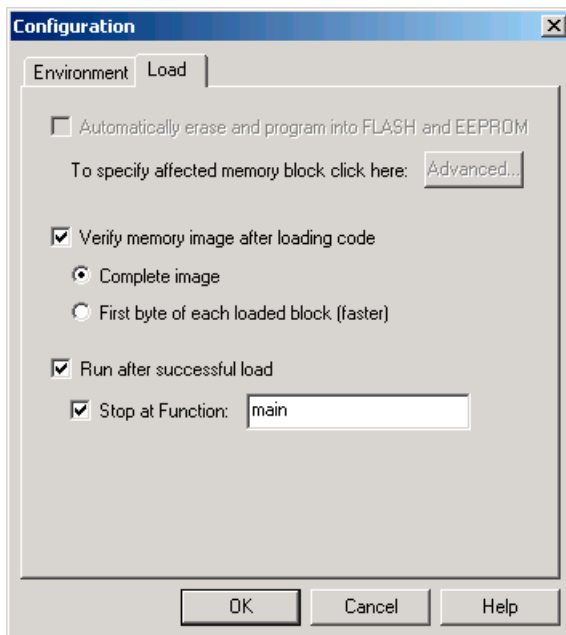 Configuration
Environment Load
Automatically erase and program into FLASH and EEPROM
To specify affected memory block click here: Advanced...
Verify memory image after loading code
Complete image
First byte of each loaded block (faster)
Run after successful load
Stop at Function: main
OK Cancel Help